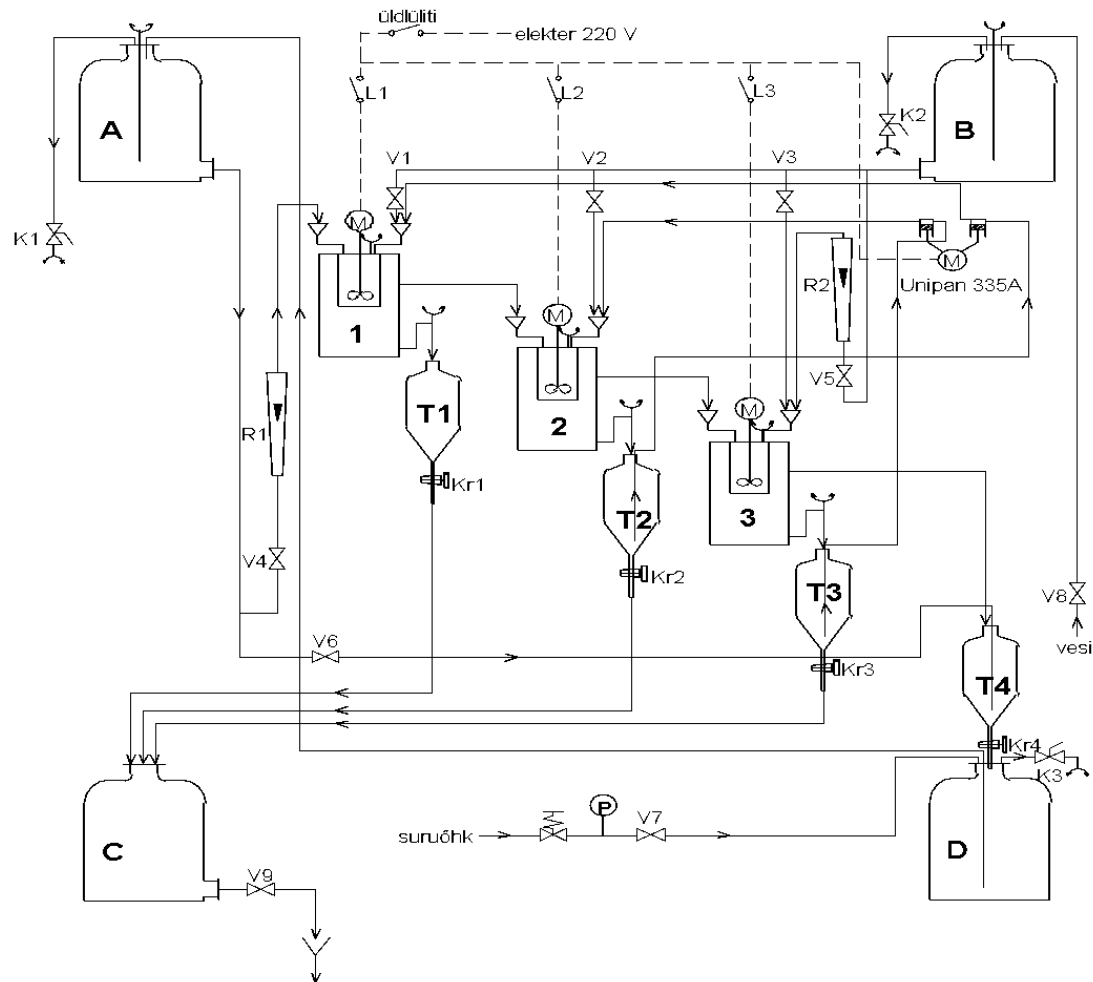 üldlüliti
elekter 220 V
L1
L2
L3
A
K2
B
V1
V2
V3
M
K1
M
Unipan 335A
R2
1
M
V5
2
T1
M
R1
Kr1
3
T2
V4
Kr2
T3
V8
V6
vesi
Kr3
T4
Kr4
K3
P
V7
suruõhk
C
D
V9